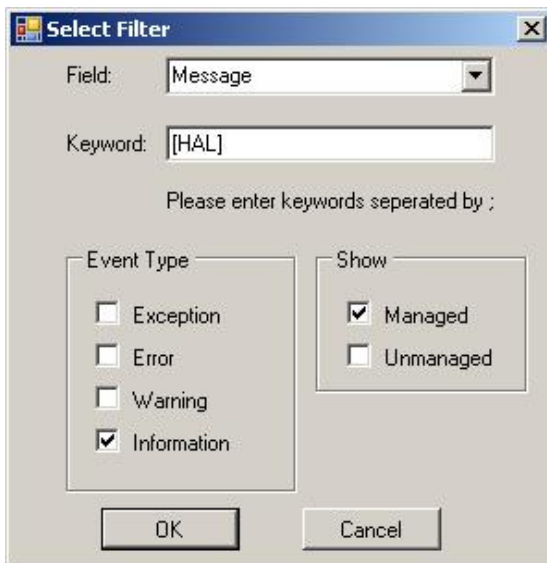 Select Filter
Field: Message
Keyword: [HAL]
Please enter keywords seperated by ;
Event Type
Exception
Error
Warning
Information
Show
Managed
Unmanaged
OK Cancel